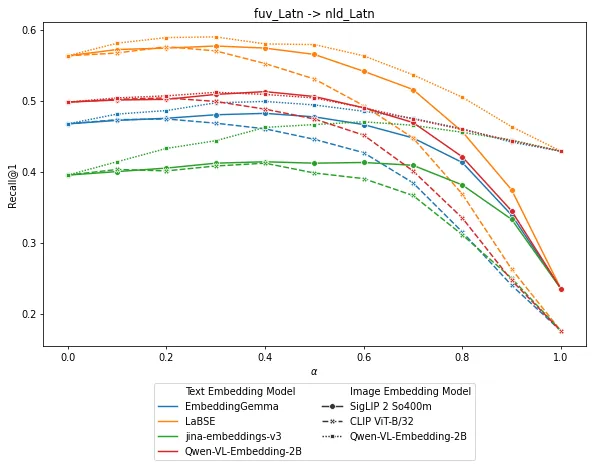 fuv_Latn -> nld_Latn
0.6
0.5
0.4
0.3
0.2
Recall@1
0.0 0.2 0.4 0.6 0.8 1.0
α
Text Embedding Model
EmbeddingGemma
LaBSE
jina-embeddings-v3
Qwen-VL-Embedding-2B
Image Embedding Model
SigLIP 2 So400m
CLIP ViT-B/32
Qwen-VL-Embedding-2B